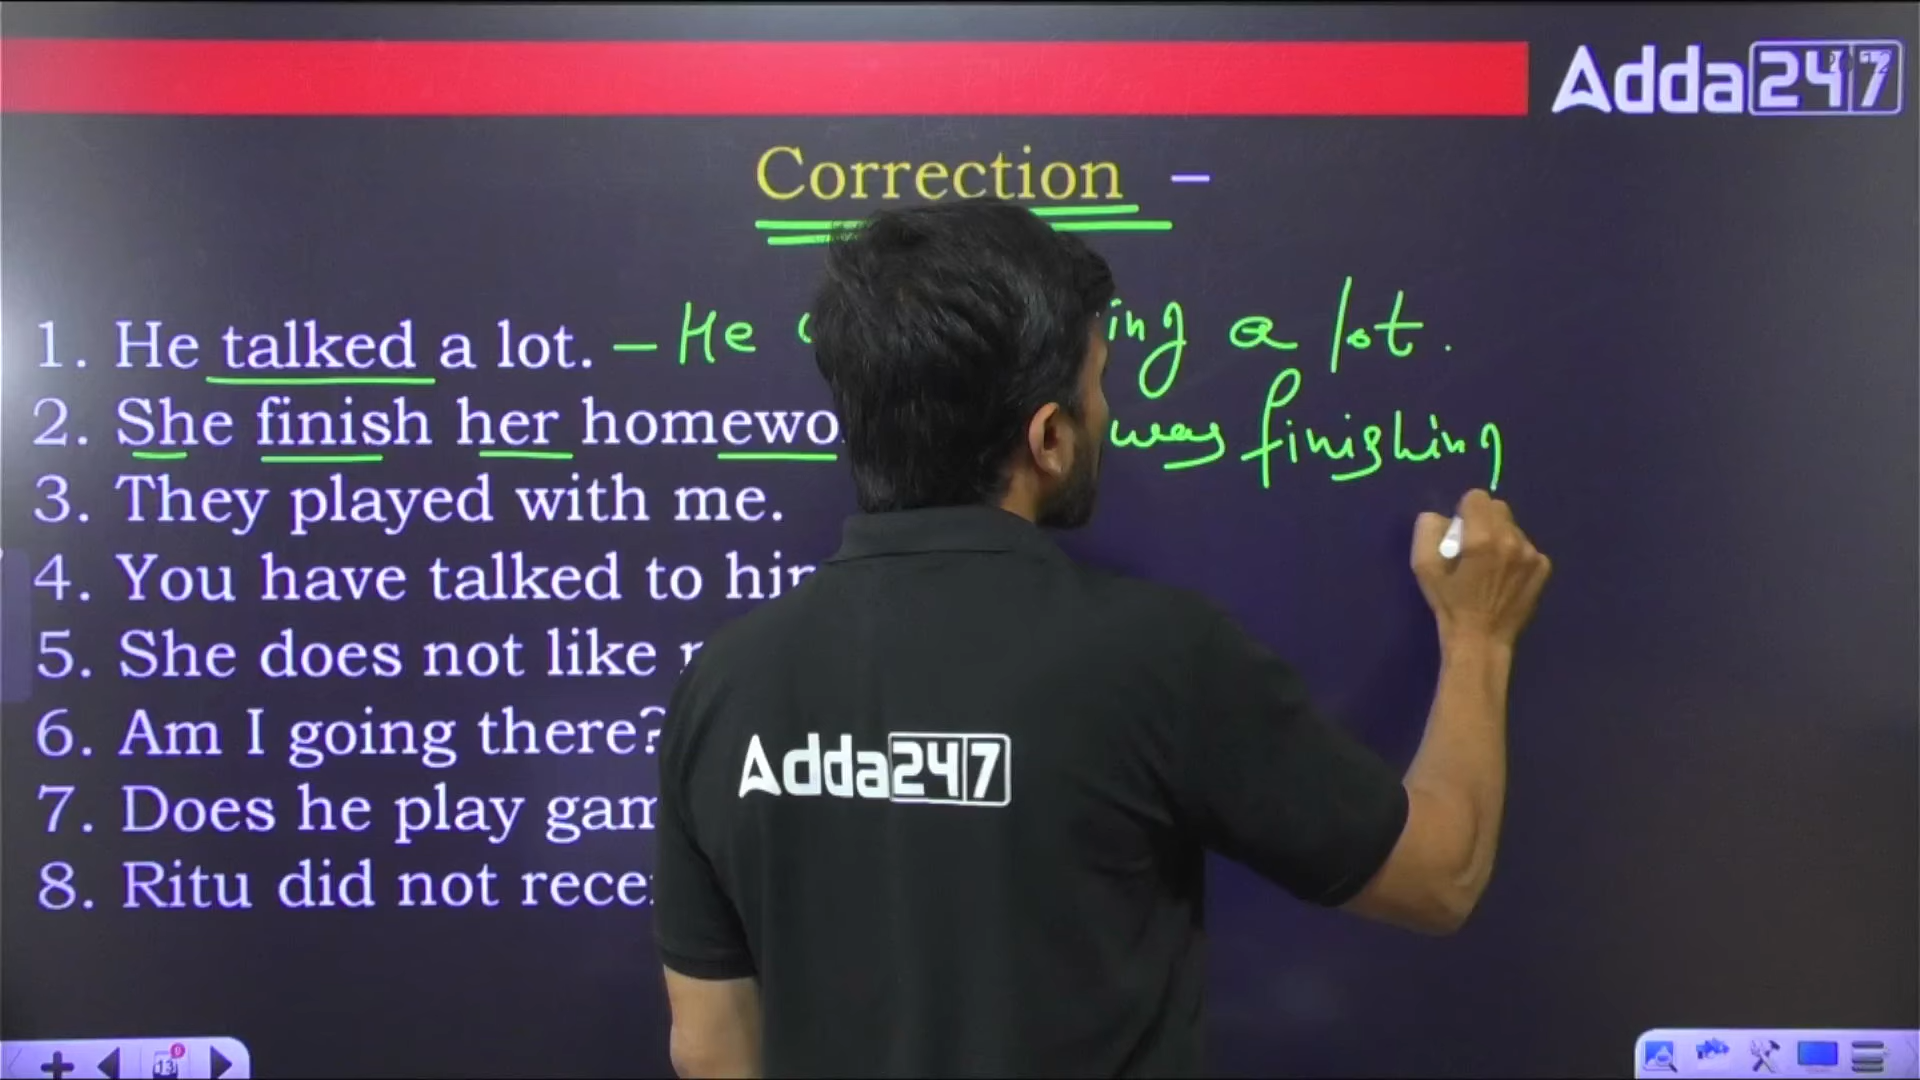 Adda247
Correction –
1. He talked a lot. – He ing a lot.
2. She finish her homewo was finishing
3. They played with me.
4. You have talked to him
5. She does not like
6. Am I going there?
7. Does he play gam
8. Ritu did not rece
Adda247
13